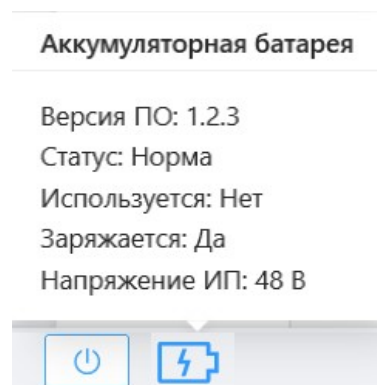 Аккумуляторная батарея
Версия ПО: 1.2.3
Статус: Норма
Используется: Нет
Заряжается: Да
Напряжение ИП: 48 В